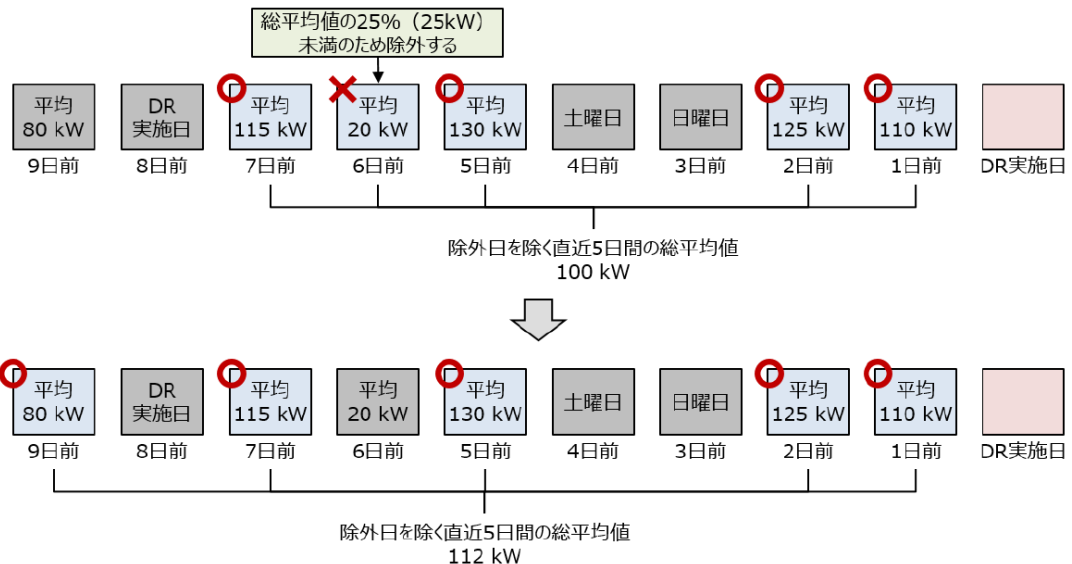 総平均値の25%（25kW）
未満のため除外する
平均
80 kW
DR
実施日
平均
115 kW
平均
20 kW
平均
130 kW
土曜日
日曜日
平均
125 kW
平均
110 kW
9日前
8日前
7日前
6日前
5日前
4日前
3日前
2日前
1日前
DR実施日
除外日を除く直近5日間の総平均値
100 kW
平均
80 kW
DR
実施日
平均
115 kW
平均
20 kW
平均
130 kW
土曜日
日曜日
平均
125 kW
平均
110 kW
9日前
8日前
7日前
6日前
5日前
4日前
3日前
2日前
1日前
DR実施日
除外日を除く直近5日間の総平均値
112 kW